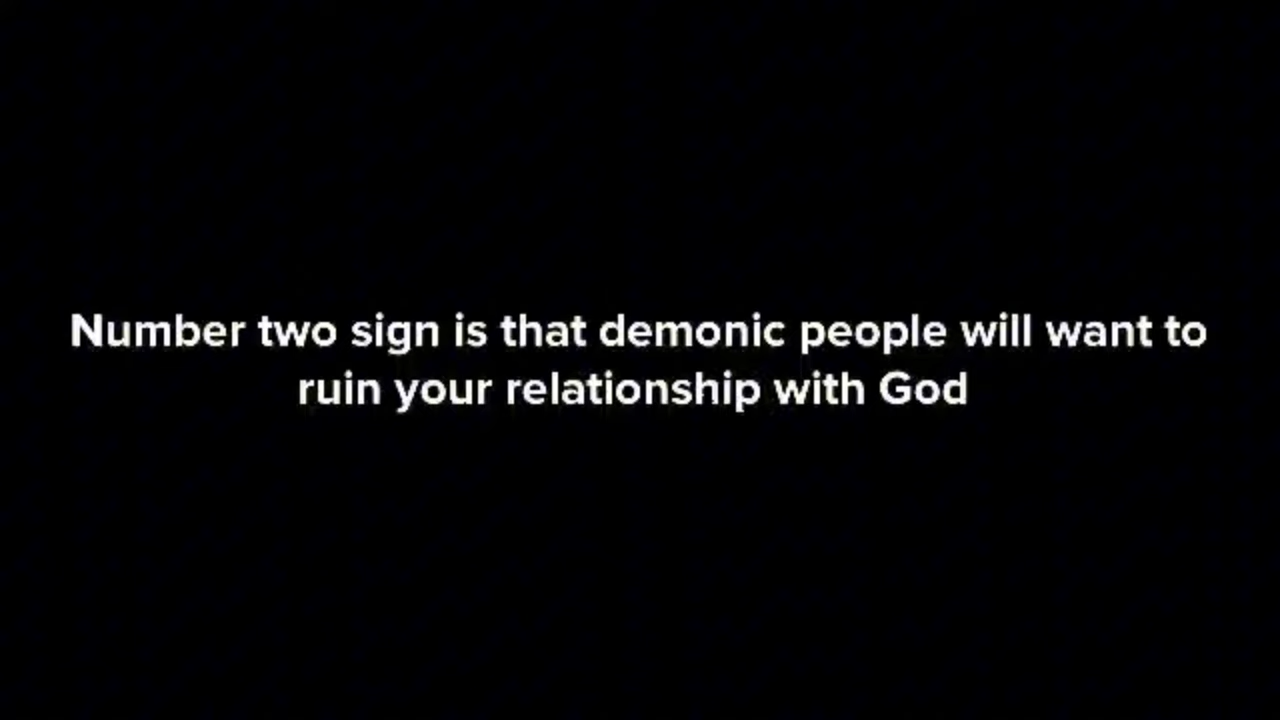 Number two sign is that demonic people will want to
ruin your relationship with God